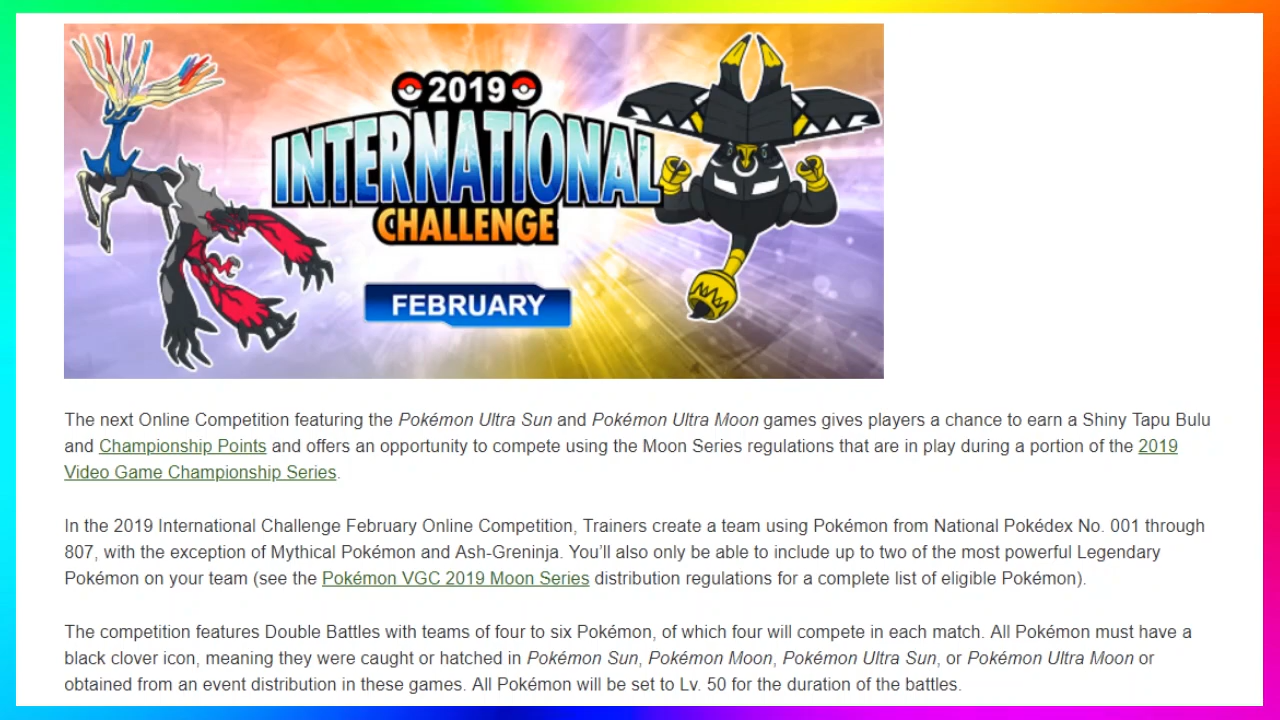 2019
INTERNATIONAL
CHALLENGE
FEBRUARY
The next Online Competition featuring the Pokémon Ultra Sun and Pokémon Ultra Moon games gives players a chance to earn a Shiny Tapu Bulu
and Championship Points and offers an opportunity to compete using the Moon Series regulations that are in play during a portion of the 2019
Video Game Championship Series.
In the 2019 International Challenge February Online Competition, Trainers create a team using Pokémon from National Pokédex No. 001 through
807, with the exception of Mythical Pokémon and Ash-Greninja. You’ll also only be able to include up to two of the most powerful Legendary
Pokémon on your team (see the Pokémon VGC 2019 Moon Series distribution regulations for a complete list of eligible Pokémon).
The competition features Double Battles with teams of four to six Pokémon, of which four will compete in each match. All Pokémon must have a
black clover icon, meaning they were caught or hatched in Pokémon Sun, Pokémon Moon, Pokémon Ultra Sun, or Pokémon Ultra Moon or
obtained from an event distribution in these games. All Pokémon will be set to Lv. 50 for the duration of the battles.